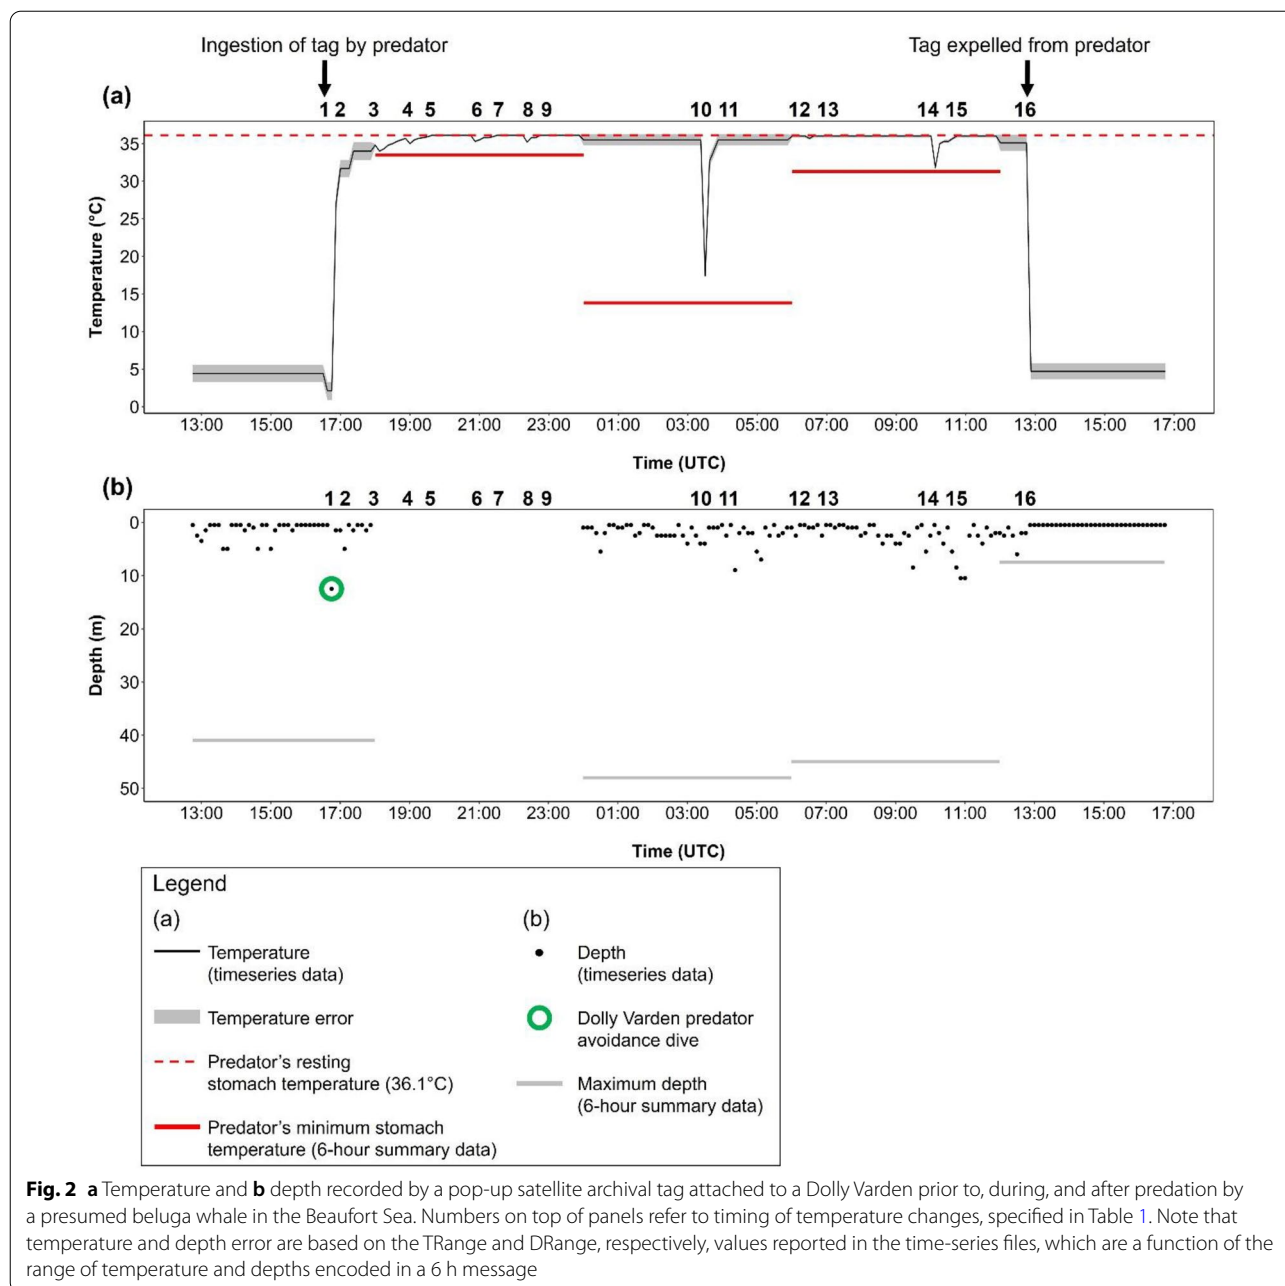 Ingestion of tag by predator
Tag expelled from predator
(a)
1 2 3 4 5 6 7 8 9 10 11 12 13 14 15 16
35
30
25
20
15
10
5
0
Temperature (°C)
13:00 15:00 17:00 19:00 21:00 23:00 01:00 03:00 05:00 07:00 09:00 11:00 13:00 15:00 17:00
Time (UTC)
(b)
1 2 3 4 5 6 7 8 9 10 11 12 13 14 15 16
0
10
20
30
40
50
Depth (m)
13:00 15:00 17:00 19:00 21:00 23:00 01:00 03:00 05:00 07:00 09:00 11:00 13:00 15:00 17:00
Time (UTC)
Legend
(a)
Temperature
(timeseries data)
Temperature error
Predator's resting
stomach temperature (36.1°C)
Predator's minimum stomach
temperature (6-hour summary data)
(b)
Depth
(timeseries data)
Dolly Varden predator
avoidance dive
Maximum depth
(6-hour summary data)
Fig. 2 a Temperature and b depth recorded by a pop-up satellite archival tag attached to a Dolly Varden prior to, during, and after predation by
a presumed beluga whale in the Beaufort Sea. Numbers on top of panels refer to timing of temperature changes, specified in Table 1. Note that
temperature and depth error are based on the TRange and DRange, respectively, values reported in the time-series files, which are a function of the
range of temperature and depths encoded in a 6 h message